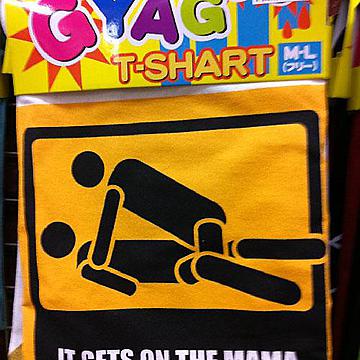 GYAG
T-SHART
M-L
(フリー)
IT GETS ON THE MAMA